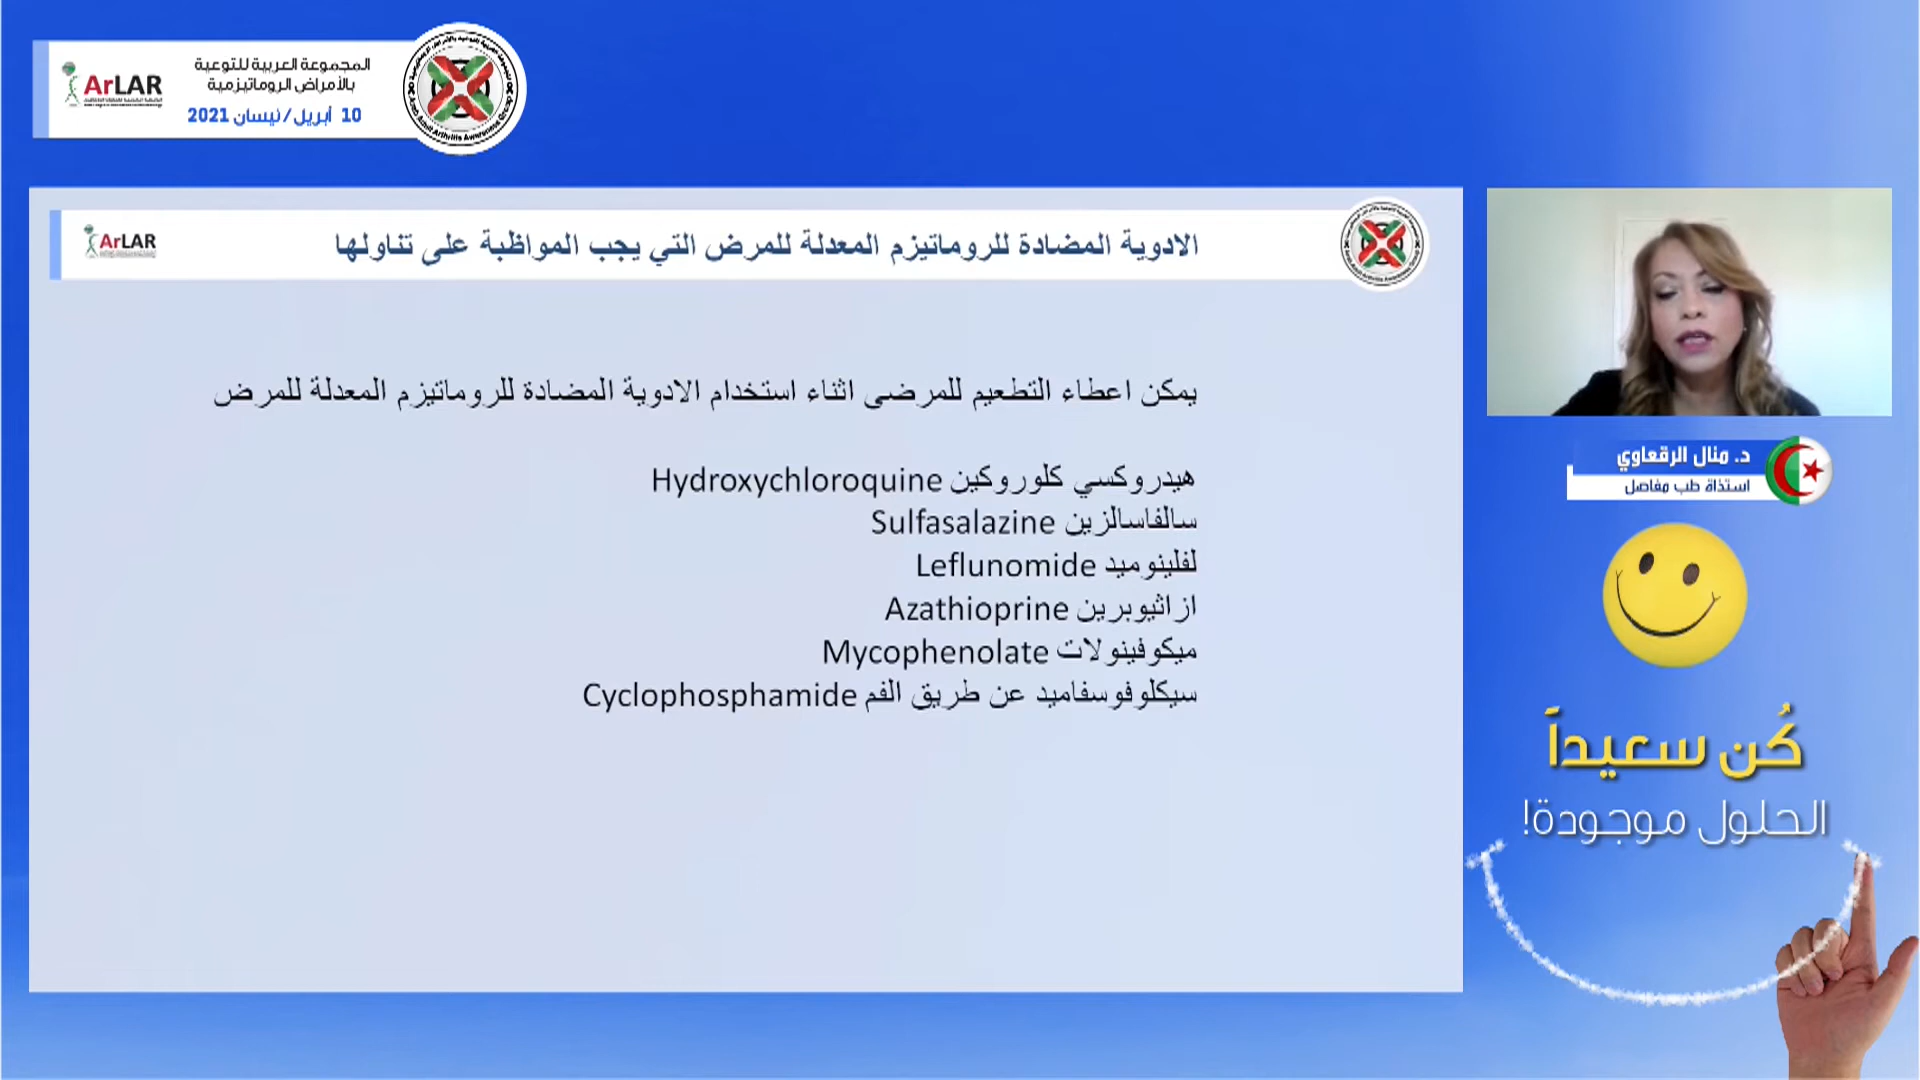 ArLAR
المجموعة العربية للتوعية
بالأمراض الروماتيزمية
10 أبريل/نيسان 2021
ArLAR
الادوية المضادة للروماتيزم المعدلة للمرض التي يجب المواظبة على تناولها
يمكن اعطاء التطعيم للمرضى اثناء استخدام الادوية المضادة للروماتيزم المعدلة للمرض
هيدروكسي كلوروكين Hydroxychloroquine
سالفاسالزين Sulfasalazine
لفلينوميد Leflunomide
ازاثيوبرين Azathioprine
ميكوفينولات Mycophenolate
سيكلوفوسفاميد عن طريق الفم Cyclophosphamide
د. منال الرقعاوي
استذاة طب مفاصل
كُن سعيداً
الحلول موجودة!